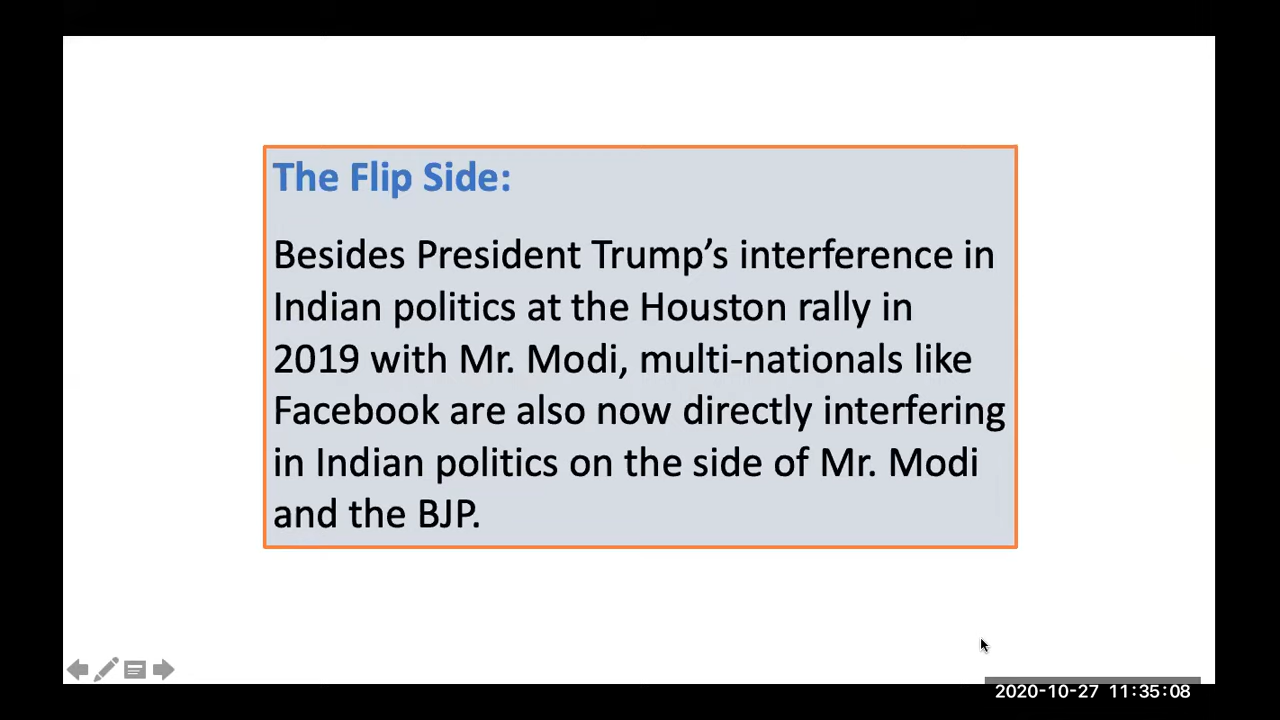 The Flip Side:
Besides President Trump’s interference in
Indian politics at the Houston rally in
2019 with Mr. Modi, multi-nationals like
Facebook are also now directly interfering
in Indian politics on the side of Mr. Modi
and the BJP.
2020-10-27 11:35:08